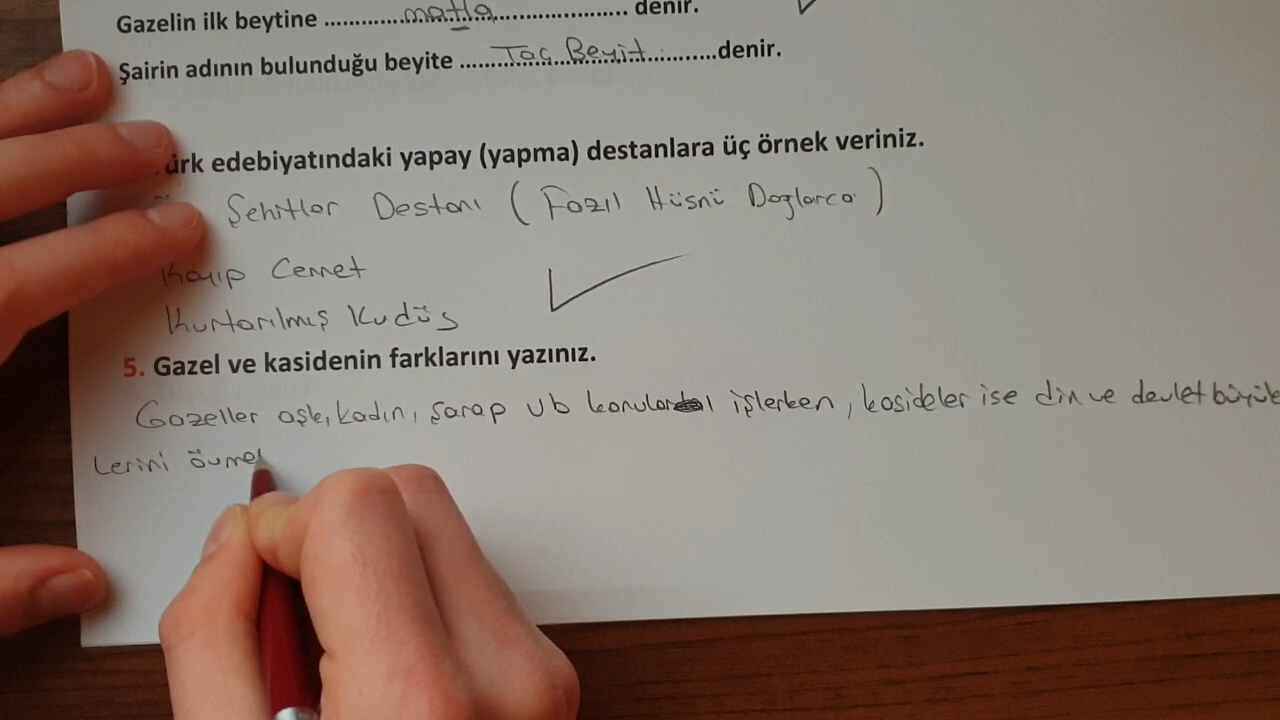 Gazelin ilk beytine ..............matla........................ denir.
Şairin adının bulunduğu beyite ......Taç Beyit..........denir.
ürk edebiyatındaki yapay (yapma) destanlara üç örnek veriniz.
Şehitler Destanı (Fazıl Hüsnü Dağlarca)
Kayıp Cennet
Kurtarılmış Kudüs
5. Gazel ve kasidenin farklarını yazınız.
Gazeller aşk, kadın, şarap vb konuları işlerken, kasideler ise din ve devlet büyük
lerini övme